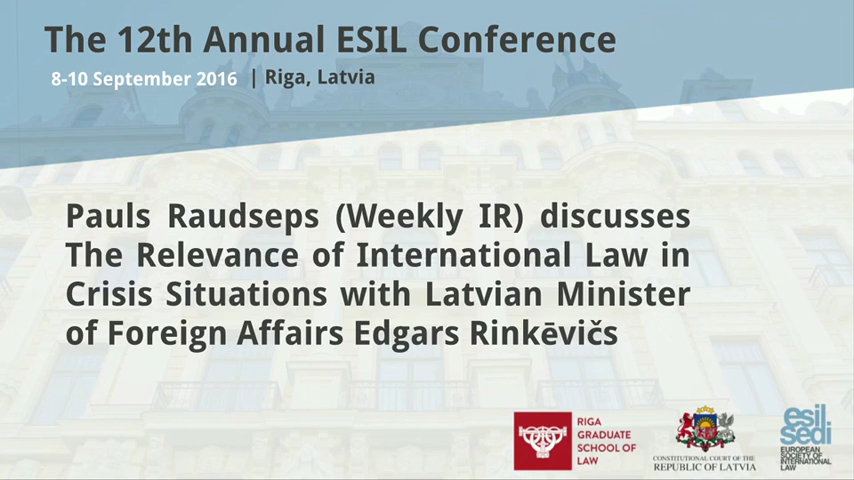 The 12th Annual ESIL Conference
8-10 September 2016 | Riga, Latvia
Pauls Raudseps (Weekly IR) discusses
The Relevance of International Law in
Crisis Situations with Latvian Minister
of Foreign Affairs Edgars Rinkēvičs
RIGA
GRADUATE
SCHOOL OF
LAW
CONSTITUTIONAL COURT OF THE
REPUBLIC OF LATVIA
esil
sedi
EUROPEAN
SOCIETY OF
INTERNATIONAL
LAW